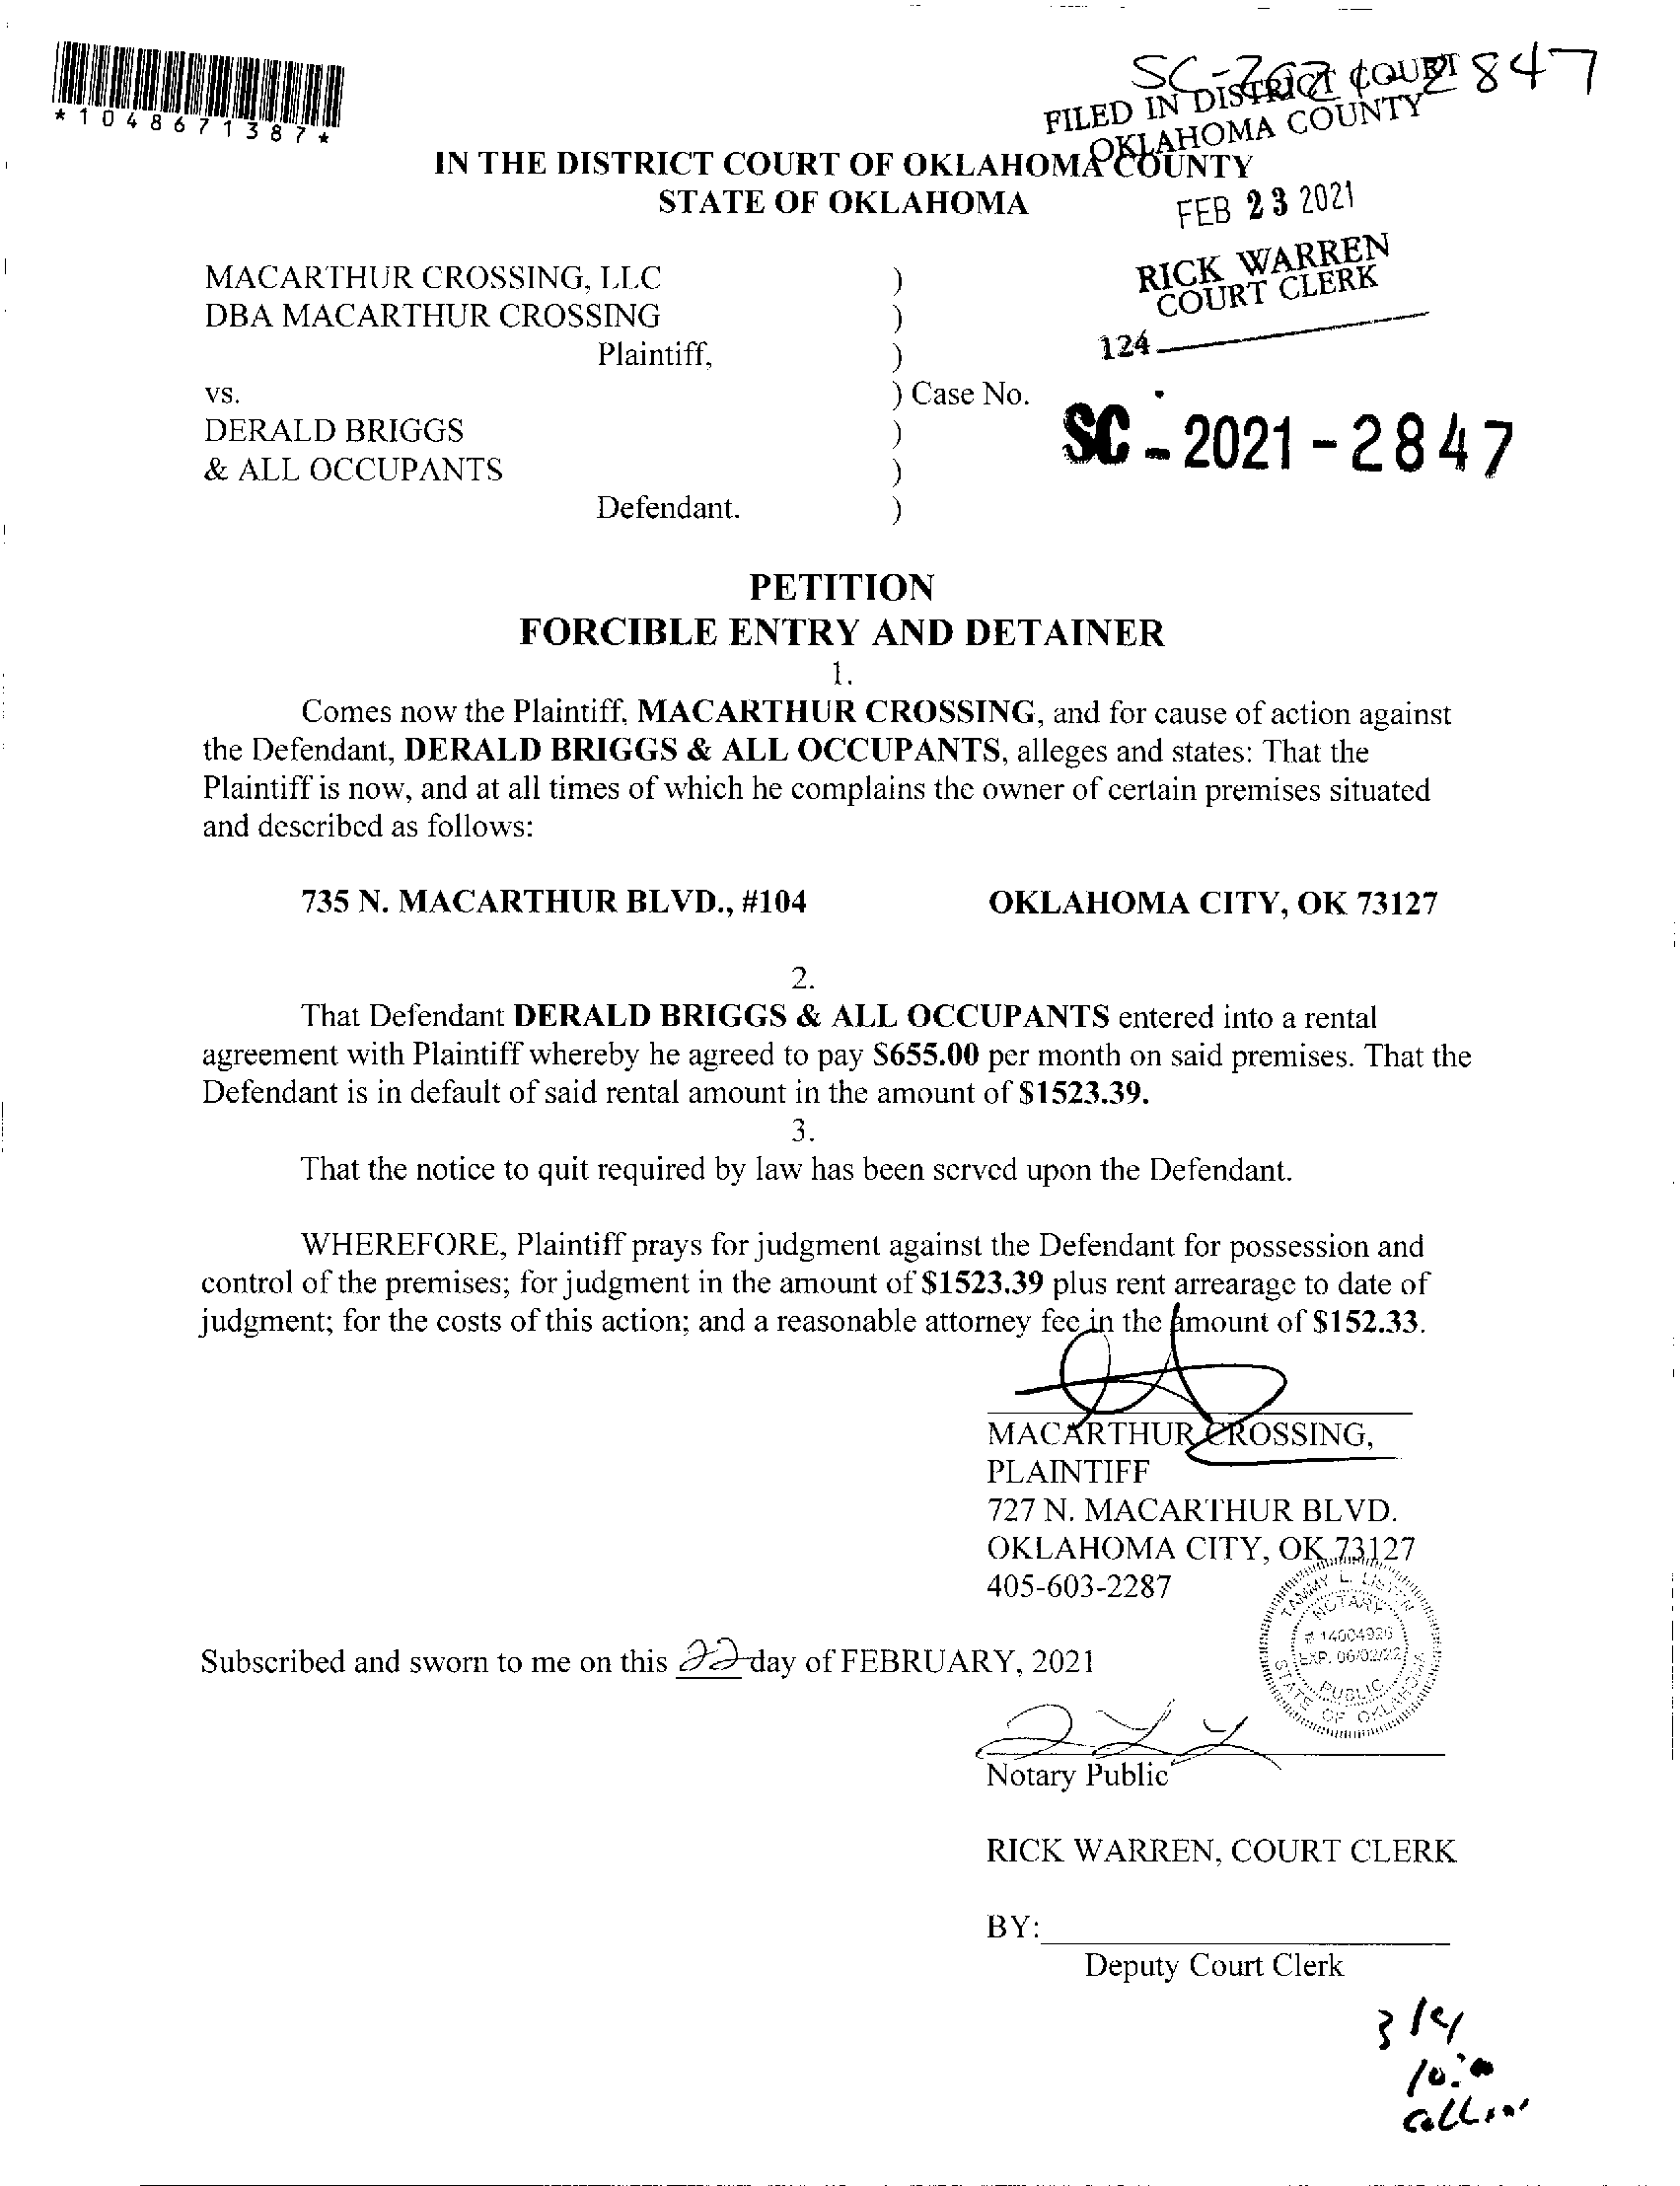 *1048671387*
SC-2021-2847
FILED IN DISTRICT COURT
OKLAHOMA COUNTY
IN THE DISTRICT COURT OF OKLAHOMA COUNTY
STATE OF OKLAHOMA
FEB 23 2021
RICK WARREN
COURT CLERK
124
MACARTHUR CROSSING, LLC )
DBA MACARTHUR CROSSING )
Plaintiff, )
vs. ) Case No.
SC-2021-2847
DERALD BRIGGS )
& ALL OCCUPANTS )
Defendant. )
PETITION
FORCIBLE ENTRY AND DETAINER
1.
Comes now the Plaintiff, MACARTHUR CROSSING, and for cause of action against
the Defendant, DERALD BRIGGS & ALL OCCUPANTS, alleges and states: That the
Plaintiff is now, and at all times of which he complains the owner of certain premises situated
and described as follows:
735 N. MACARTHUR BLVD., #104 OKLAHOMA CITY, OK 73127
2.
That Defendant DERALD BRIGGS & ALL OCCUPANTS entered into a rental
agreement with Plaintiff whereby he agreed to pay $655.00 per month on said premises. That the
Defendant is in default of said rental amount in the amount of $1523.39.
3.
That the notice to quit required by law has been served upon the Defendant.
WHEREFORE, Plaintiff prays for judgment against the Defendant for possession and
control of the premises; for judgment in the amount of $1523.39 plus rent arrearage to date of
judgment; for the costs of this action; and a reasonable attorney fee in the amount of $152.33.
MACARTHUR CROSSING,
PLAINTIFF
727 N. MACARTHUR BLVD.
OKLAHOMA CITY, OK 73127
405-603-2287
TAMMY L.
NOTARY
# 14004926
EXP. 06/02/22
PUBLIC
STATE OF OKLAHOMA
Subscribed and sworn to me on this 22 day of FEBRUARY, 2021
Notary Public
RICK WARREN, COURT CLERK
BY:
Deputy Court Clerk
3/4